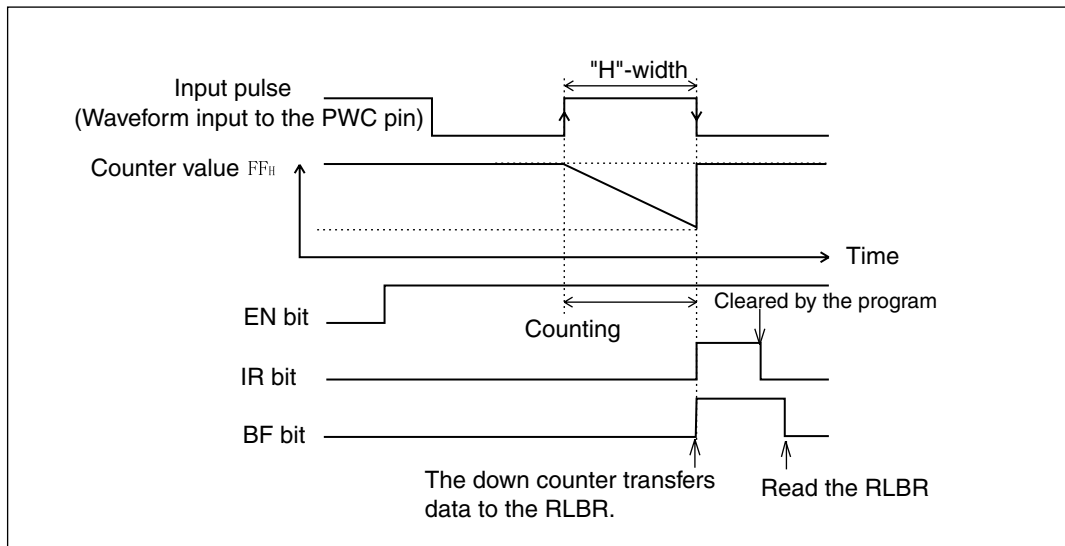 "H"-width
Input pulse
(Waveform input to the PWC pin)
Counter value FFH
Time
Cleared by the program
EN bit
Counting
IR bit
BF bit
The down counter transfers
data to the RLBR.
Read the RLBR